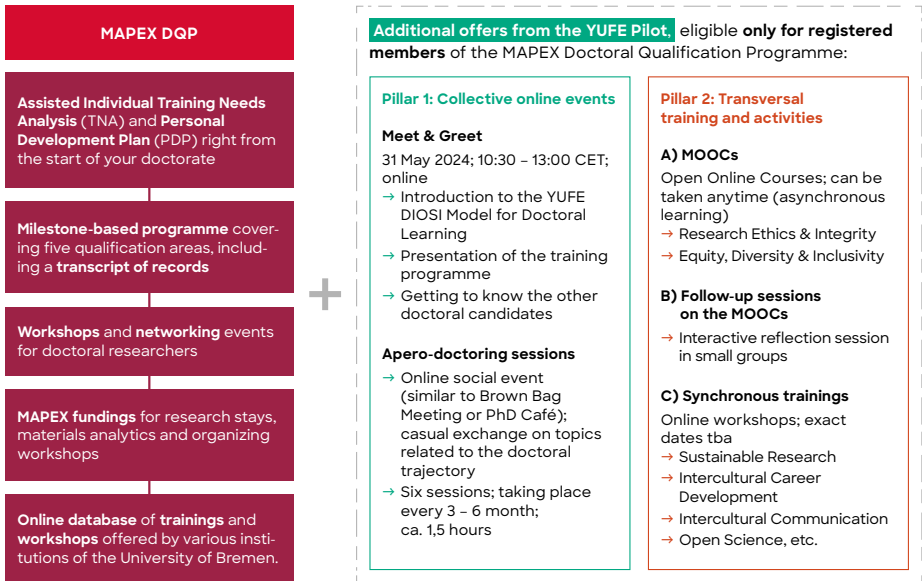 MAPEX DQP
Assisted Individual Training Needs
Analysis (TNA) and Personal
Development Plan (PDP) right from
the start of your doctorate
Milestone-based programme cover-
ing five qualification areas, includ-
ing a transcript of records
Workshops and networking events
for doctoral researchers
MAPEX fundings for research stays,
materials analytics and organizing
workshops
Online database of trainings and
workshops offered by various insti-
tutions of the University of Bremen.
+
Additional offers from the YUFE Pilot, eligible only for registered
members of the MAPEX Doctoral Qualification Programme:
Pillar 1: Collective online events
Meet & Greet
31 May 2024; 10:30 – 13:00 CET;
online
→ Introduction to the YUFE
DIOSI Model for Doctoral
Learning
→ Presentation of the training
programme
→ Getting to know the other
doctoral candidates
Apero-doctoring sessions
→ Online social event
(similar to Brown Bag
Meeting or PhD Café);
casual exchange on topics
related to the doctoral
trajectory
→ Six sessions; taking place
every 3 – 6 month;
ca. 1,5 hours
Pillar 2: Transversal
training and activities
A) MOOCs
Open Online Courses; can be
taken anytime (asynchronous
learning)
→ Research Ethics & Integrity
→ Equity, Diversity & Inclusivity
B) Follow-up sessions
on the MOOCs
→ Interactive reflection session
in small groups
C) Synchronous trainings
Online workshops; exact
dates tba
→ Sustainable Research
→ Intercultural Career
Development
→ Intercultural Communication
→ Open Science, etc.